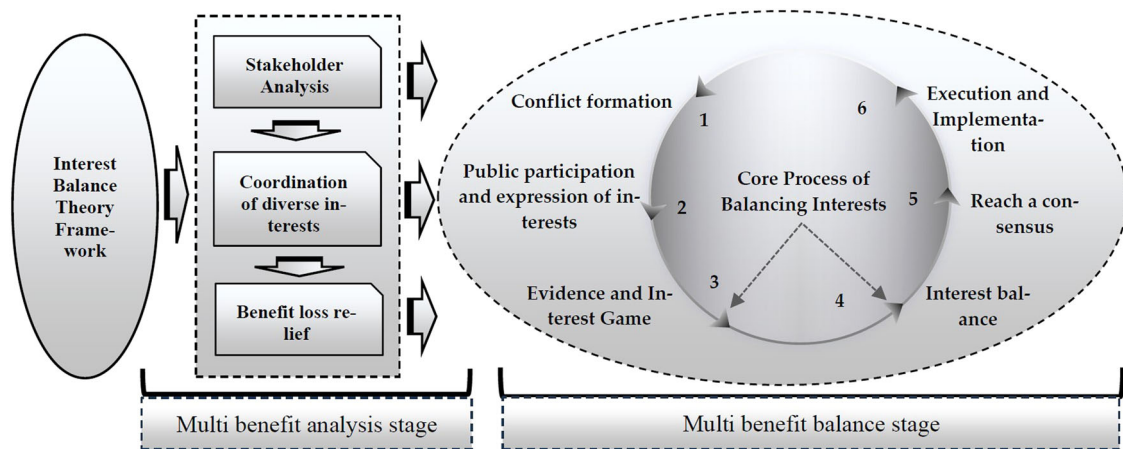 Interest
Balance
Theory
Frame-
work
Stakeholder
Analysis
Coordination
of diverse in-
terests
Benefit loss re-
lief
Multi benefit analysis stage
Conflict formation
1
Public participation
and expression of in-
terests
2
Evidence and In-
terest Game
3
Core Process of
Balancing Interests
4
Interest bal-
ance
5
Reach a con-
sensus
6
Execution and
Implementa-
tion
Multi benefit balance stage